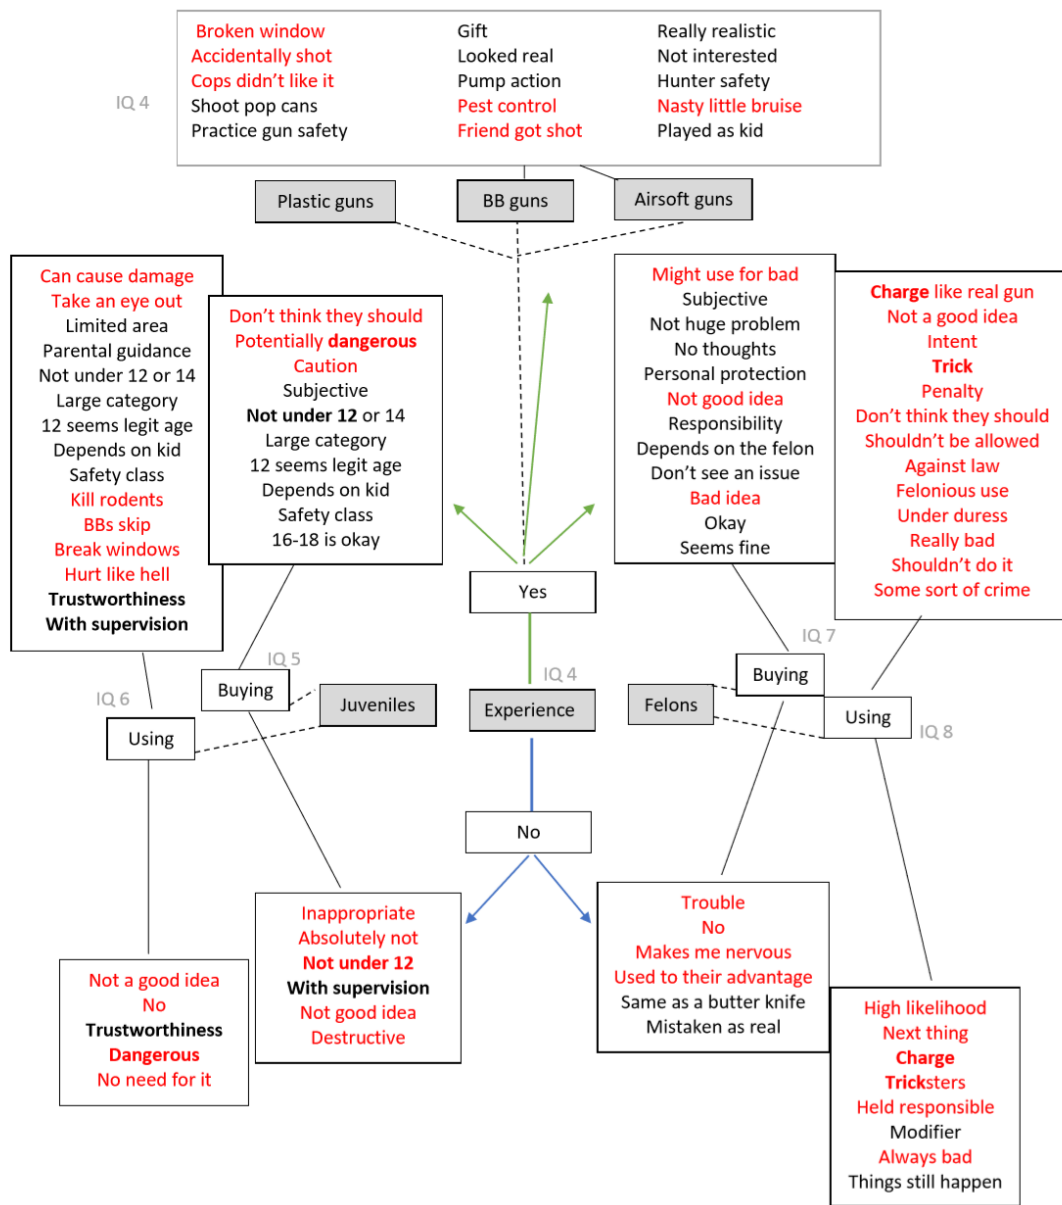 IQ 4
Broken window
Accidentally shot
Cops didn't like it
Shoot pop cans
Practice gun safety
Gift
Looked real
Pump action
Pest control
Friend got shot
Really realistic
Not interested
Hunter safety
Nasty little bruise
Played as kid
Plastic guns
BB guns
Airsoft guns
Can cause damage
Take an eye out
Limited area
Parental guidance
Not under 12 or 14
Large category
12 seems legit age
Depends on kid
Safety class
Kill rodents
BBs skip
Break windows
Hurt like hell
Trustworthiness
With supervision
Don't think they should
Potentially dangerous
Caution
Subjective
Not under 12 or 14
Large category
12 seems legit age
Depends on kid
Safety class
16-18 is okay
Might use for bad
Subjective
Not huge problem
No thoughts
Personal protection
Not good idea
Responsibility
Depends on the felon
Don't see an issue
Bad idea
Okay
Seems fine
Charge like real gun
Not a good idea
Intent
Trick
Penalty
Don't think they should
Shouldn't be allowed
Against law
Felonious use
Under duress
Really bad
Shouldn't do it
Some sort of crime
Yes
IQ 6
Using
IQ 5
Buying
Juveniles
IQ 4
Experience
Felons
IQ 7
Buying
Using
IQ 8
No
Not a good idea
No
Trustworthiness
Dangerous
No need for it
Inappropriate
Absolutely not
Not under 12
With supervision
Not good idea
Destructive
Trouble
No
Makes me nervous
Used to their advantage
Same as a butter knife
Mistaken as real
High likelihood
Next thing
Charge
Tricksters
Held responsible
Modifier
Always bad
Things still happen